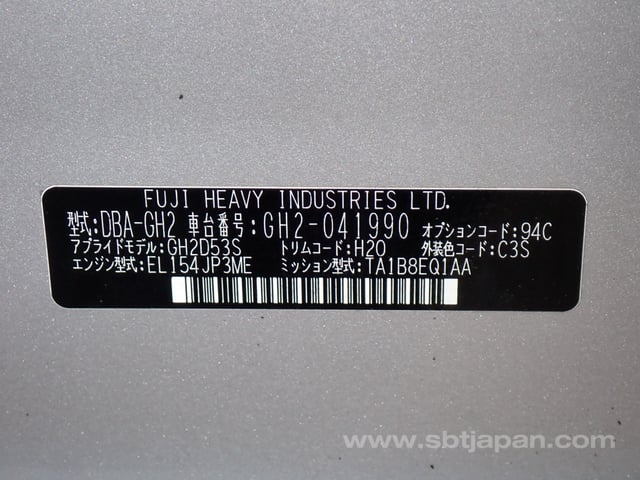 FUJI HEAVY INDUSTRIES LTD.
型式:DBA-GH2 車台番号:GH2-041990 オプションコード:94C
アプライドモデル:GH2D53S トリムコード:H20 外装色コード:C3S
エンジン型式:EL154JP3ME ミッション型式:TA1B8EQ1AA
www.sbtjapan.com